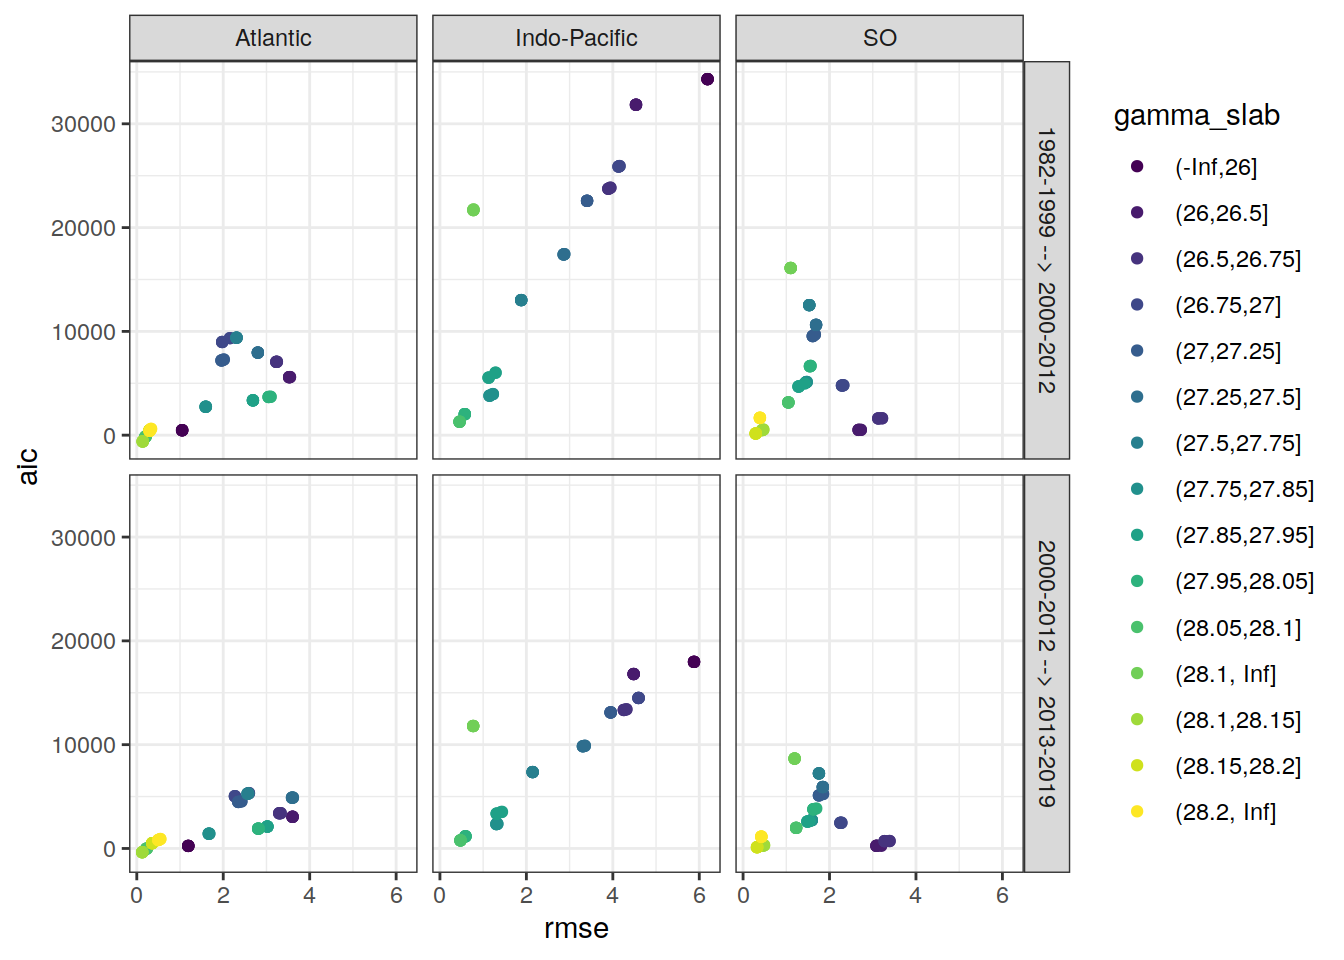 Atlantic
Indo-Pacific
SO
aic
30000
20000
10000
0
1982-1999 --> 2000-2012
30000
20000
10000
0
2000-2012 --> 2013-2019
0 2 4 6
0 2 4 6
0 2 4 6
rmse
gamma_slab
(-Inf,26]
(26,26.5]
(26.5,26.75]
(26.75,27]
(27,27.25]
(27.25,27.5]
(27.5,27.75]
(27.75,27.85]
(27.85,27.95]
(27.95,28.05]
(28.05,28.1]
(28.1, Inf]
(28.1,28.15]
(28.15,28.2]
(28.2, Inf]